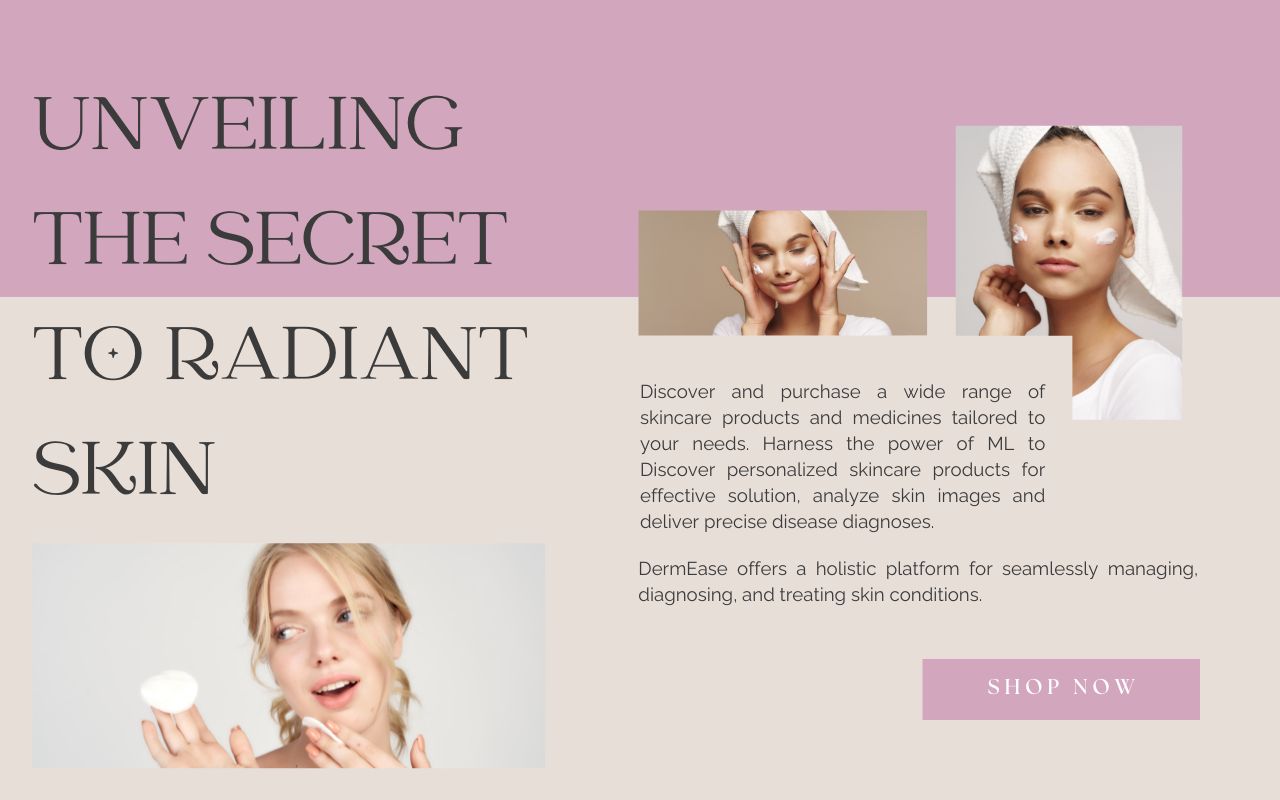 UNVEILING
THE SECRET
TO RADIANT
SKIN
Discover and purchase a wide range of
skincare products and medicines tailored to
your needs. Harness the power of ML to
Discover personalized skincare products for
effective solution, analyze skin images and
deliver precise disease diagnoses.
DermEase offers a holistic platform for seamlessly managing,
diagnosing, and treating skin conditions.
SHOP NOW